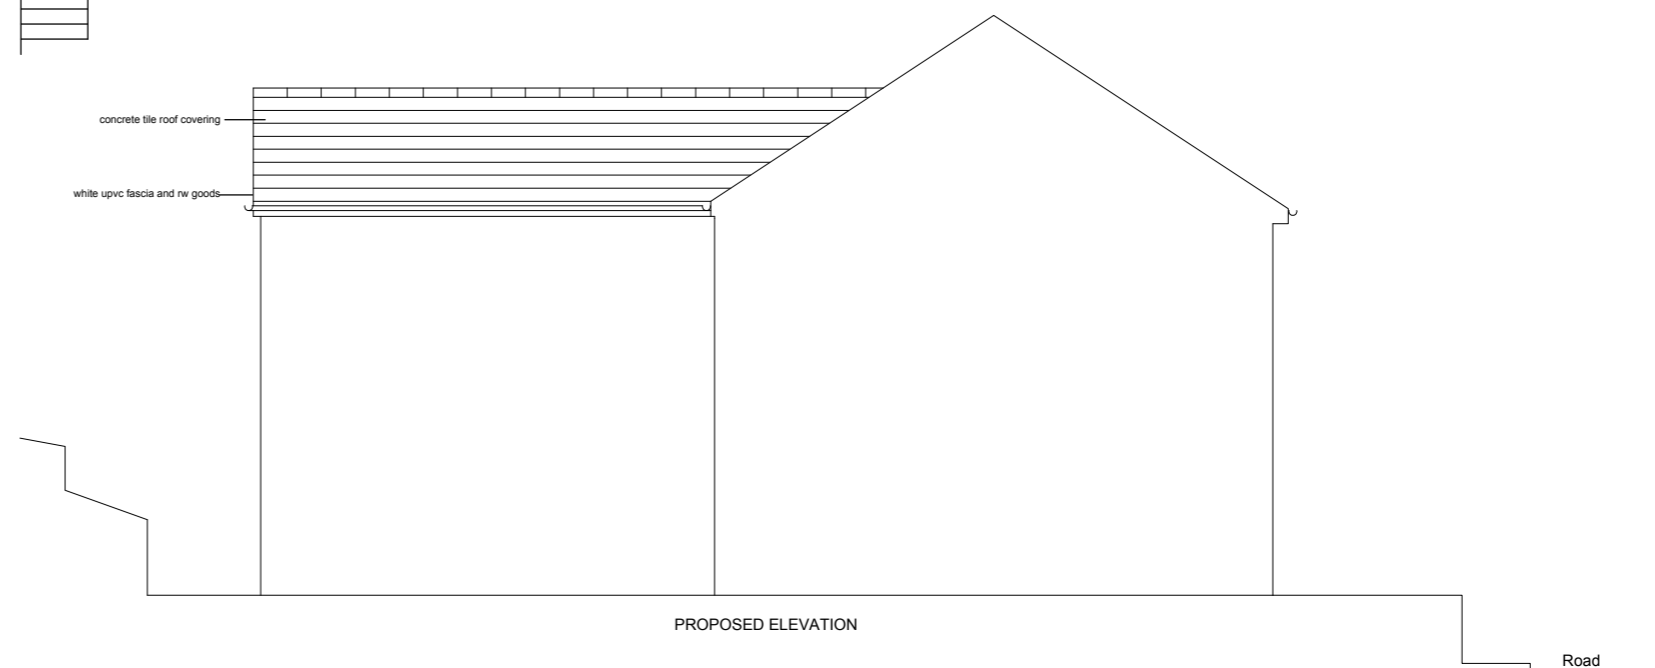 concrete tile roof covering
white upvc fascia and rw goods
PROPOSED ELEVATION
Road